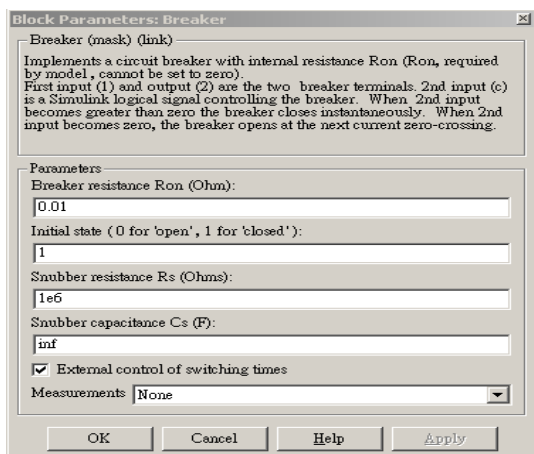 Block Parameters: Breaker
Breaker (mask) (link)
Implements a circuit breaker with internal resistance Ron (Ron, required
by model , cannot be set to zero).
First input (1) and output (2) are the two breaker terminals. 2nd input (c)
is a Simulink logical signal controlling the breaker. When 2nd input
becomes greater than zero the breaker closes instantaneously. When 2nd
input becomes zero, the breaker opens at the next current zero-crossing.
Parameters
Breaker resistance Ron (Ohm):
0.01
Initial state ( 0 for 'open' , 1 for 'closed' ):
1
Snubber resistance Rs (Ohms):
1e6
Snubber capacitance Cs (F):
inf
External control of switching times
Measurements None
OK Cancel Help Apply